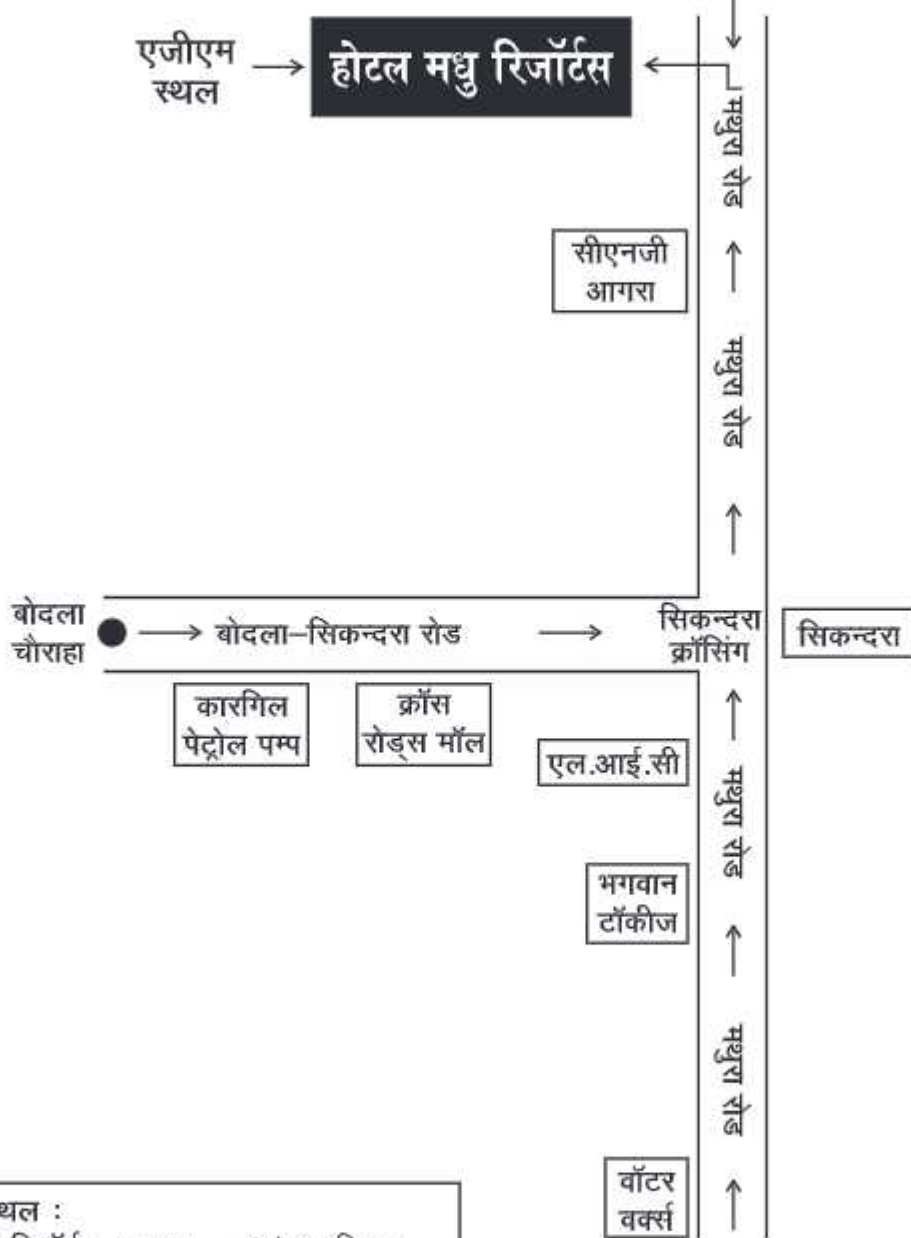 एजीएम
स्थल
होटल मधु रिजॉर्टस
मथुरा रोड
सीएनजी
आगरा
मथुरा रोड
बोदला
चौराहा
बोदला–सिकन्दरा रोड
सिकन्दरा
क्रॉसिंग
सिकन्दरा
कारगिल
पेट्रोल पम्प
क्रॉस
रोड्स मॉल
एल.आई.सी
मथुरा रोड
भगवान
टॉकीज
मथुरा रोड
वॉटर
वर्क्स
थल :